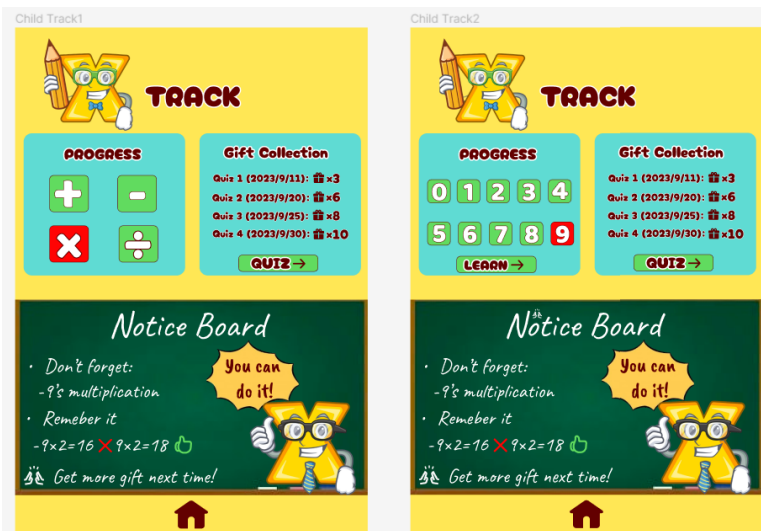 Child Track1
TRACK
PROGRESS
+ -
× ÷
Gift Collection
Quiz 1 (2023/9/11): ×3
Quiz 2 (2023/9/20): ×6
Quiz 3 (2023/9/25): ×8
Quiz 4 (2023/9/30): ×10
QUIZ →
Notice Board
· Don't forget:
-9's multiplication
· Remeber it
-9×2=16 9×2=18
Get more gift next time!
You can
do it!
Child Track2
TRACK
PROGRESS
0 1 2 3 4
5 6 7 8 9
LEARN →
Gift Collection
Quiz 1 (2023/9/11): ×3
Quiz 2 (2023/9/20): ×6
Quiz 3 (2023/9/25): ×8
Quiz 4 (2023/9/30): ×10
QUIZ →
Notice Board
· Don't forget:
-9's multiplication
· Remeber it
-9×2=16 9×2=18
Get more gift next time!
You can
do it!